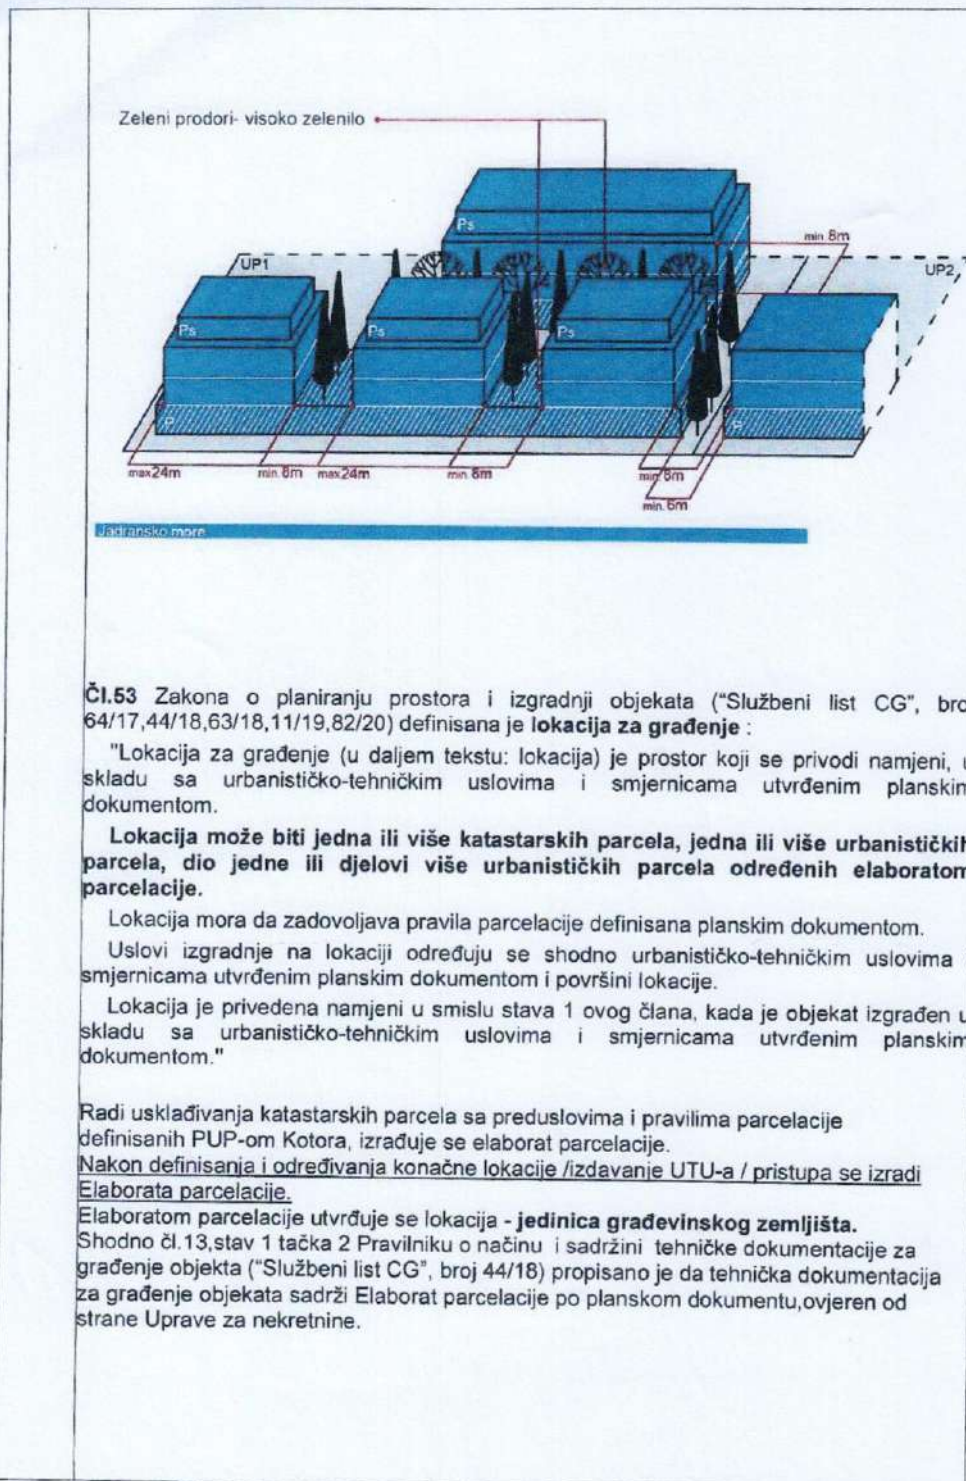 Zeleni prodori- visoko zelenilo
Ps
min.8m
UP1
UP2
Ps
Ps
Ps
P
P
max24m
min.8m
max24m
min.8m
min.8m
min.6m
Jadransko more
Čl.53 Zakona o planiranju prostora i izgradnji objekata (“Službeni list CG”, broj
64/17,44/18,63/18,11/19,82/20) definisana je lokacija za građenje :
"Lokacija za građenje (u daljem tekstu: lokacija) je prostor koji se privodi namjeni, u
skladu sa urbanističko-tehničkim uslovima i smjernicama utvrđenim planskim
dokumentom.
Lokacija može biti jedna ili više katastarskih parcela, jedna ili više urbanističkih
parcela, dio jedne ili djelovi više urbanističkih parcela određenih elaboratom
parcelacije.
Lokacija mora da zadovoljava pravila parcelacije definisana planskim dokumentom.
Uslovi izgradnje na lokaciji određuju se shodno urbanističko-tehničkim uslovima
smjernicama utvrđenim planskim dokumentom i površini lokacije.
Lokacija je privedena namjeni u smislu stava 1 ovog člana, kada je objekat izgrađen u
skladu sa urbanističko-tehničkim uslovima i smjernicama utvrđenim planskim
dokumentom."
Radi usklađivanja katastarskih parcela sa preduslovima i pravilima parcelacije
definisanih PUP-om Kotora, izrađuje se elaborat parcelacije.
Nakon definisanja i određivanja konačne lokacije /izdavanje UTU-a / pristupa se izradi
Elaborata parcelacije.
Elaboratom parcelacije utvrđuje se lokacija - jedinica građevinskog zemljišta.
Shodno čl.13,stav 1 tačka 2 Pravilniku o načinu i sadržini tehničke dokumentacije za
građenje objekta (“Službeni list CG”, broj 44/18) propisano je da tehnička dokumentacija
za građenje objekata sadrži Elaborat parcelacije po planskom dokumentu,ovjeren od
strane Uprave za nekretnine.